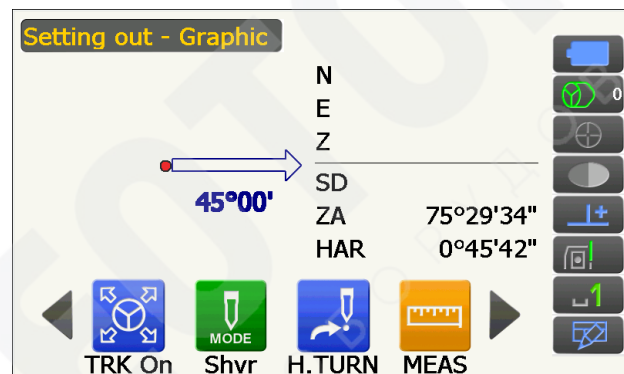 Setting out - Graphic
N
E
Z
0
45°00'
SD
ZA 75°29'34"
HAR 0°45'42"
1
MODE
TRK On Shvr H.TURN MEAS